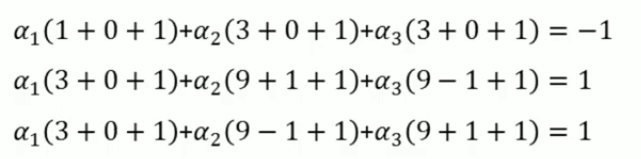 α₁(1 + 0 + 1)+α₂(3 + 0 + 1)+α₃(3 + 0 + 1) = −1
α₁(3 + 0 + 1)+α₂(9 + 1 + 1)+α₃(9 − 1 + 1) = 1
α₁(3 + 0 + 1)+α₂(9 − 1 + 1)+α₃(9 + 1 + 1) = 1